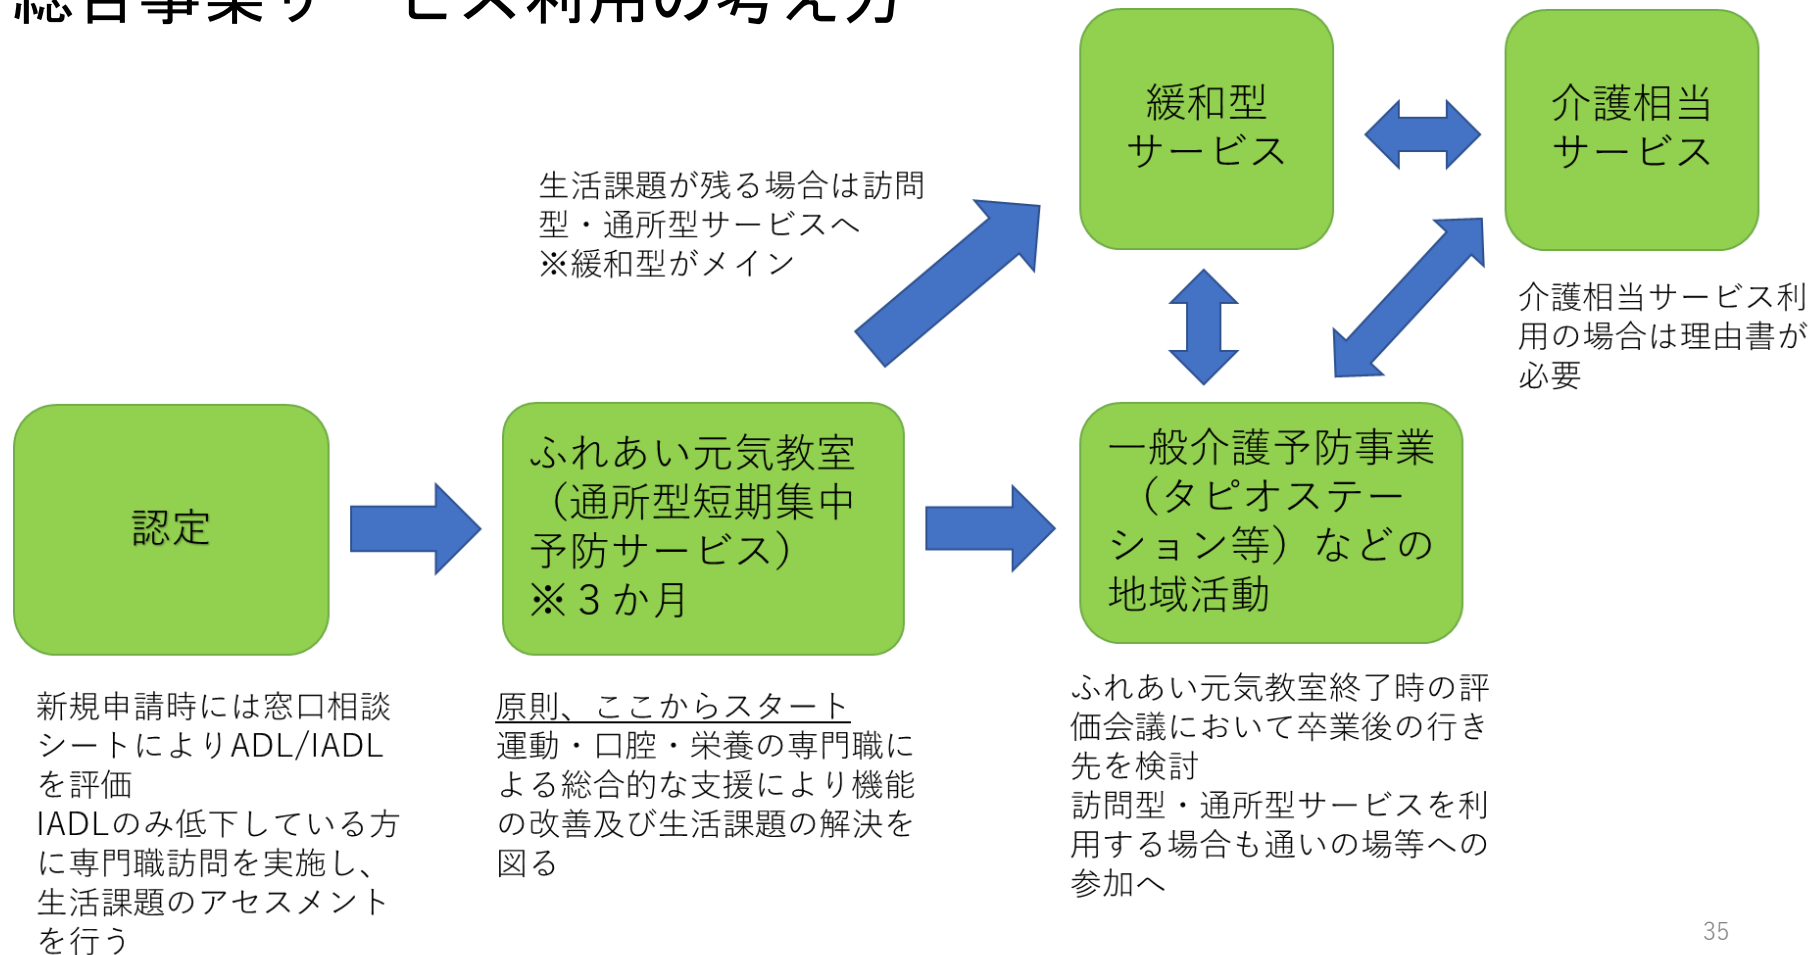 総合事業サービス利用の考え方
緩和型
サービス
介護相当
サービス
生活課題が残る場合は訪問
型・通所型サービスへ
※緩和型がメイン
介護相当サービス利
用の場合は理由書が
必要
認定
ふれあい元気教室
（通所型短期集中
予防サービス）
※３か月
一般介護予防事業
（タピオステー
ション等）などの
地域活動
新規申請時には窓口相談
シートによりADL/IADL
を評価
IADLのみ低下している方
に専門職訪問を実施し、
生活課題のアセスメント
を行う
原則、ここからスタート
運動・口腔・栄養の専門職に
よる総合的な支援により機能
の改善及び生活課題の解決を
図る
ふれあい元気教室終了時の評
価会議において卒業後の行き
先を検討
訪問型・通所型サービスを利
用する場合も通いの場等への
参加へ
35